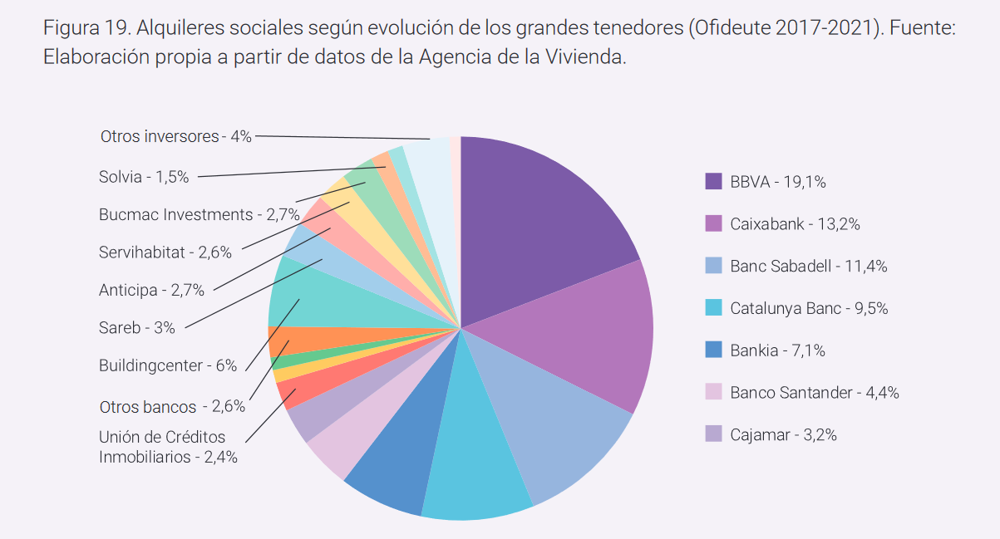 Figura 19. Alquileres sociales según evolución de los grandes tenedores (Ofideute 2017-2021). Fuente:
Elaboración propia a partir de datos de la Agencia de la Vivienda.
Otros inversores - 4%
Solvia - 1,5%
Bucmac Investments - 2,7%
Servihabitat - 2,6%
Anticipa - 2,7%
Sareb - 3%
Buildingcenter - 6%
Otros bancos - 2,6%
Unión de Créditos
Inmobiliarios - 2,4%
BBVA - 19,1%
Caixabank - 13,2%
Banc Sabadell - 11,4%
Catalunya Banc - 9,5%
Bankia - 7,1%
Banco Santander - 4,4%
Cajamar - 3,2%